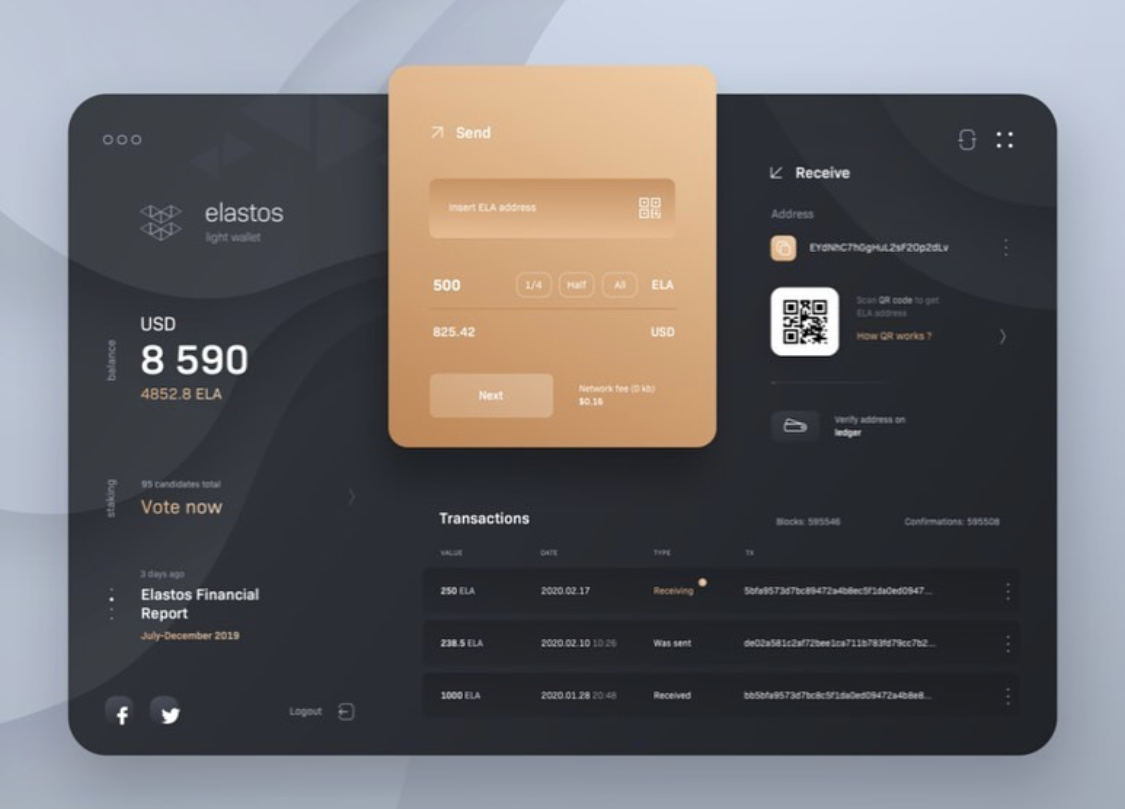 elastos
light wallet
balance
USD
8 590
4852.8 ELA
staking
95 candidates total
Vote now
3 days ago
Elastos Financial
Report
July-December 2019
Logout
Send
Insert ELA address
500 1/4 Half All ELA
825.42 USD
Next
Network fee (0 kb)
$0.16
Receive
Address
Scan QR code to get
ELA address
How QR works ?
Verify address on
ledger
Transactions
Blocks: 595546 Confirmations: 595508
VALUE DATE TYPE TX
250 ELA 2020.02.17 Receiving 5bfa9573d7bc89472a4b8ec5f1da0ed0947...
238.5 ELA 2020.02.10 10:26 Was sent de02a581c2af72bee1ca711b783fd79cc7b2...
1000 ELA 2020.01.28 20:48 Received bb5bfa9573d7bc8c5f1da0ed09472a4b8e8...